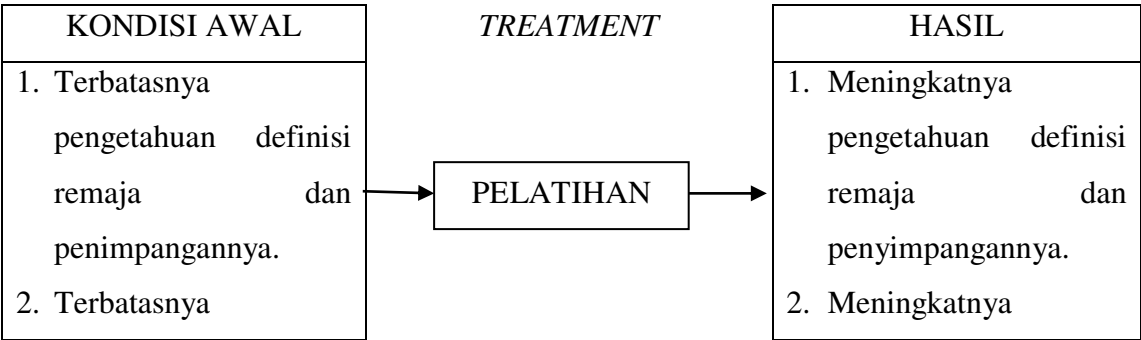 KONDISI AWAL
1. Terbatasnya
pengetahuan definisi
remaja dan
penimpangannya.
2. Terbatasnya
TREATMENT
PELATIHAN
HASIL
1. Meningkatnya
pengetahuan definisi
remaja dan
penyimpangannya.
2. Meningkatnya